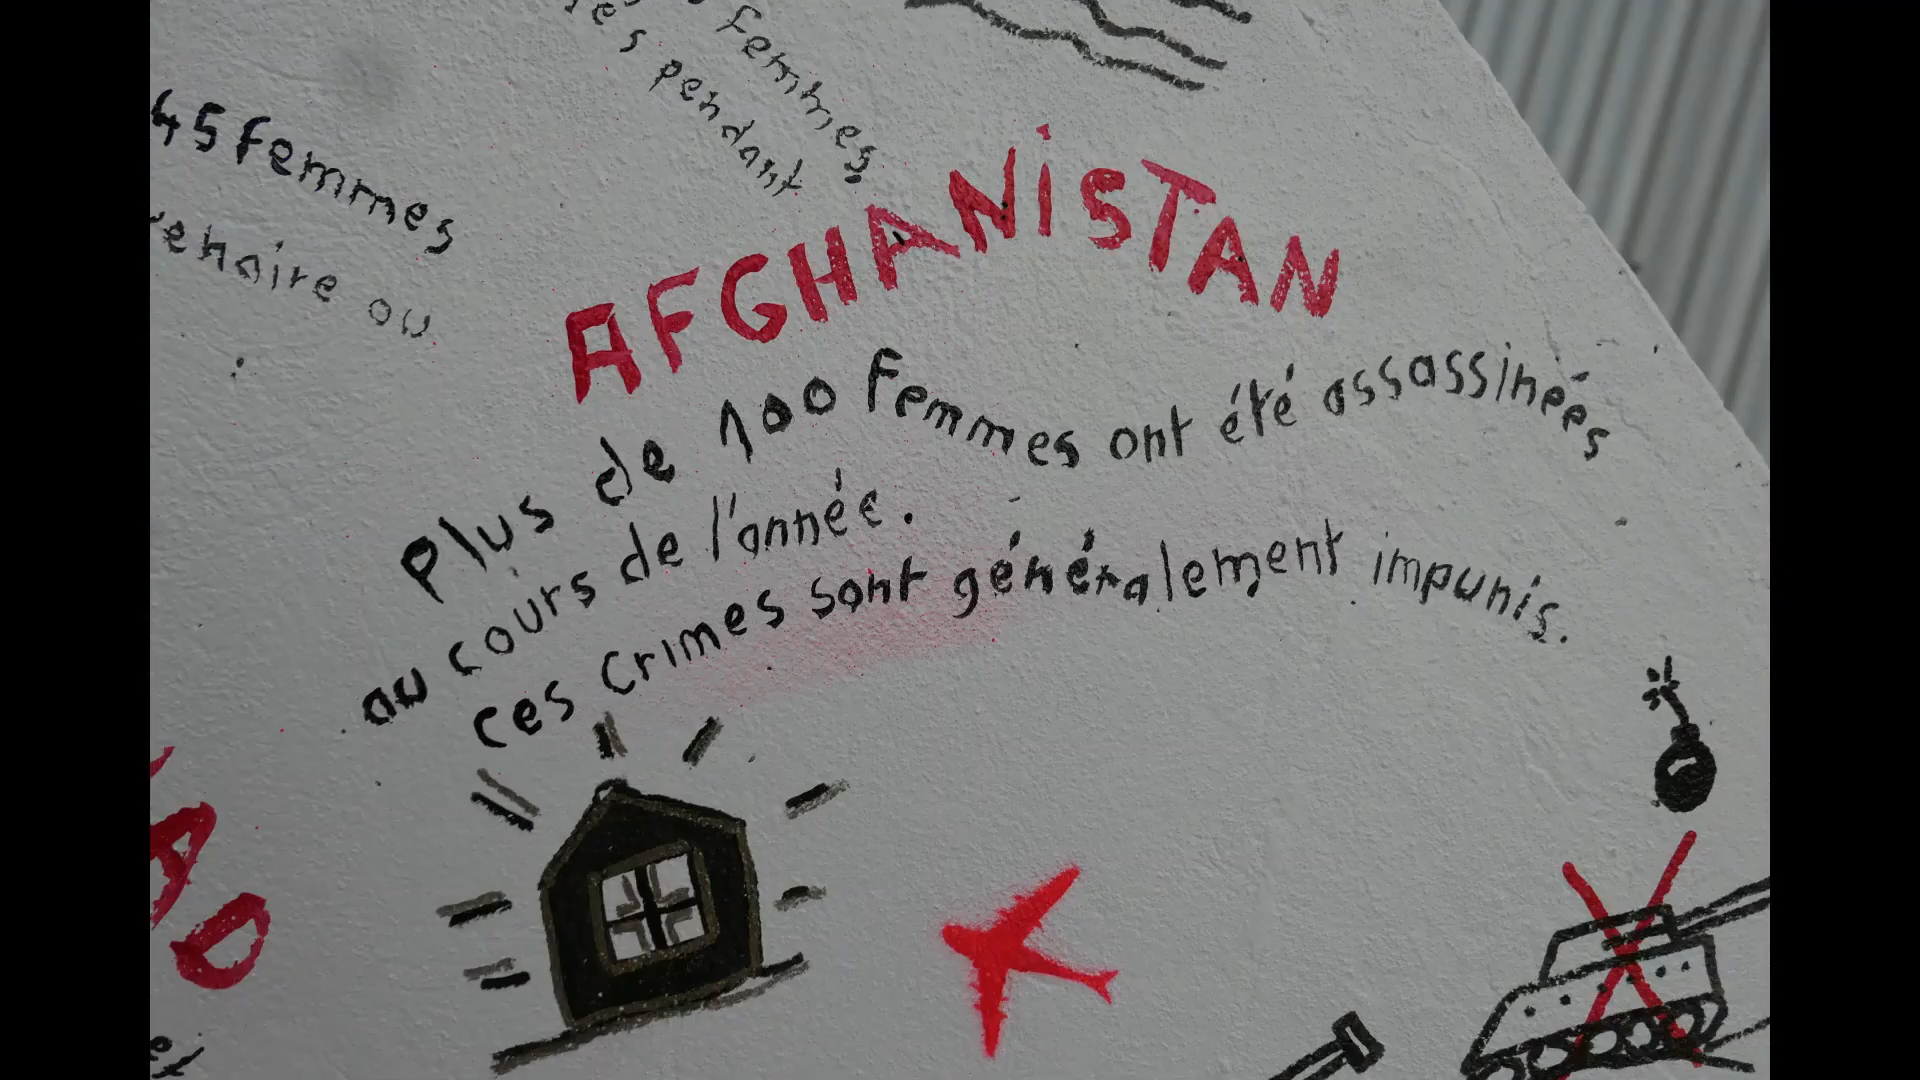 femmes
pendant
45 femmes
ou
AFGHANiSTAN
Plus de 100 femmes ont été assassinées
au cours de l'année.
ces crimes sont généralement impunis.